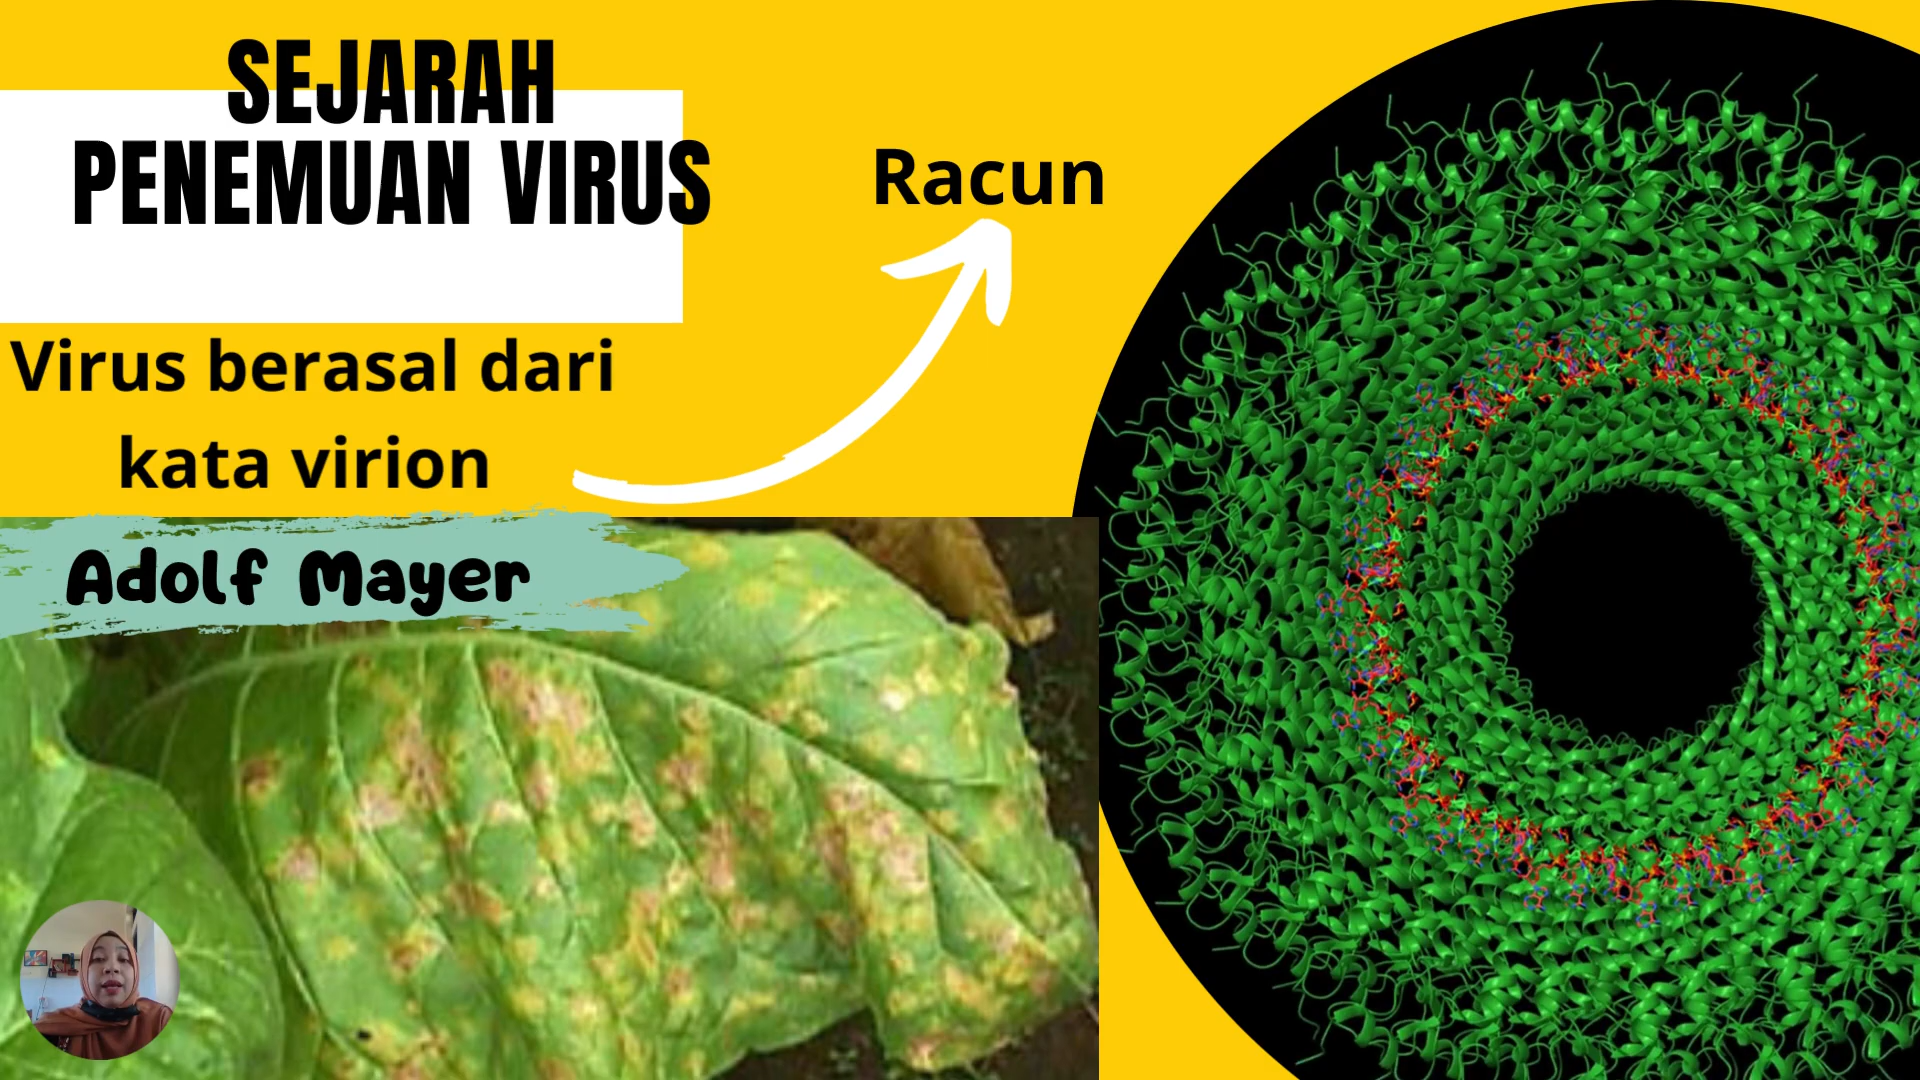 SEJARAH
PENEMUAN VIRUS
Racun
Virus berasal dari
kata virion
Adolf Mayer